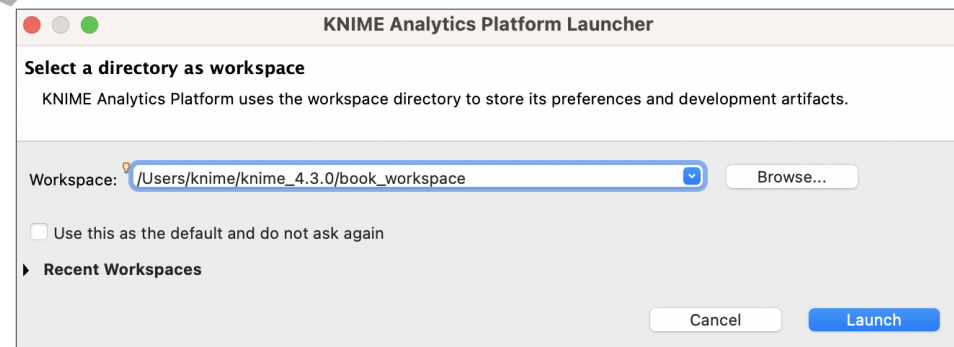 KNIME Analytics Platform Launcher
Select a directory as workspace
KNIME Analytics Platform uses the workspace directory to store its preferences and development artifacts.
Workspace: /Users/knime/knime_4.3.0/book_workspace Browse...
Use this as the default and do not ask again
Recent Workspaces
Cancel Launch